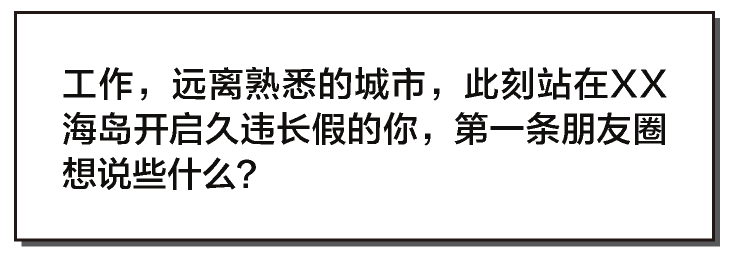 工作，远离熟悉的城市，此刻站在XX
海岛开启久违长假的你，第一条朋友圈
想说些什么？